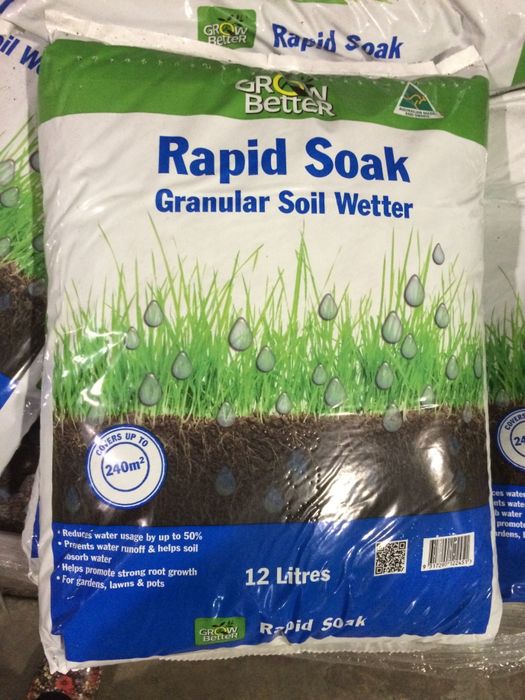 GROW
BetteR
Rapid Soak
GROW
BetteR
Rapid Soak
Granular Soil Wetter
COVERS UP TO
240m²
• Reduces water usage by up to 50%
• Prevents water runoff & helps soil
absorb water
• Helps promote strong root growth
• For gardens, lawns & pots
12 Litres
GROW
BetteR
Rapid Soak